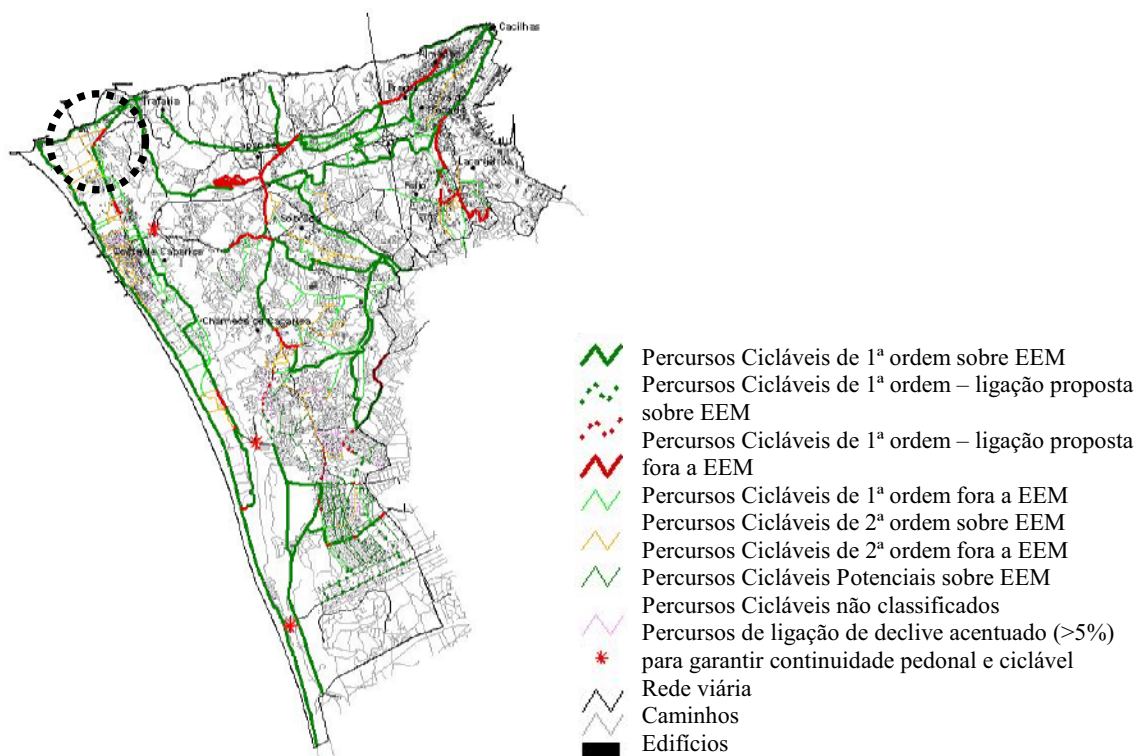 Cacilhas
Trafaria
Sobreda
Costa da Caparica
Charneca de Caparica
Percursos Cicláveis de 1ª ordem sobre EEM
Percursos Cicláveis de 1ª ordem – ligação proposta
sobre EEM
Percursos Cicláveis de 1ª ordem – ligação proposta
fora a EEM
Percursos Cicláveis de 1ª ordem fora a EEM
Percursos Cicláveis de 2ª ordem sobre EEM
Percursos Cicláveis de 2ª ordem fora a EEM
Percursos Cicláveis Potenciais sobre EEM
Percursos Cicláveis não classificados
Percursos de ligação de declive acentuado (>5%)
para garantir continuidade pedonal e ciclável
Rede viária
Caminhos
Edifícios